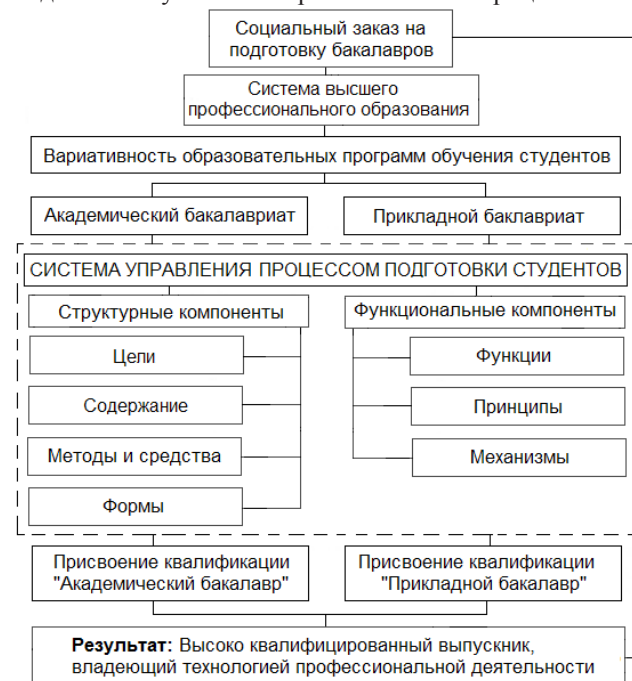 Социальный заказ на
подготовку бакалавров
Система высшего
профессионального образования
Вариативность образовательных программ обучения студентов
Академический бакалавриат
Прикладной баклавриат
СИСТЕМА УПРАВЛЕНИЯ ПРОЦЕССОМ ПОДГОТОВКИ СТУДЕНТОВ
Структурные компоненты
Функциональные компоненты
Цели
Содержание
Методы и средства
Формы
Функции
Принципы
Механизмы
Присвоение квалификации
"Академический бакалавр"
Присвоение квалификации
"Прикладной бакалавр"
Результат: Высоко квалифицированный выпускник,
владеющий технологией профессиональной деятельности